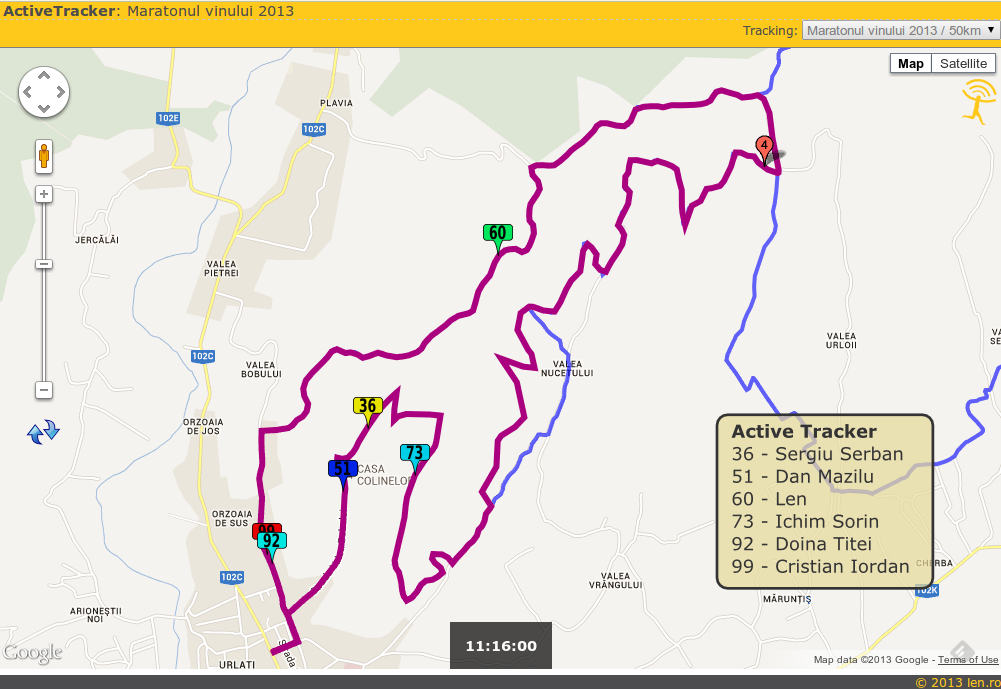 ActiveTracker: Maratonul vinului 2013
Tracking: Maratonul vinului 2013 / 50km
Map Satellite
PLAVIA
102E
102C
4
60
JERCĂLĂI
VALEA
PIETREI
VALEA
URLOII
102C
VALEA
BOBULUI
VALEA
NUCETULUI
36
ORZOAIA
DE JOS
73
51
CASA
COLINELOR
Active Tracker
36 - Sergiu Serban
51 - Dan Mazilu
60 - Len
73 - Ichim Sorin
92 - Doina Titei
99 - Cristian Iordan
ORZOAIA
DE SUS
99
92
102C
VALEA
VRÂNGULUI
CHERBA
102K
MĂRUNȚIȘ
ARIONEȘTII
NOI
11:16:00
Google
URLATI
Map data ©2013 Google - Terms of Use
© 2013 len.ro